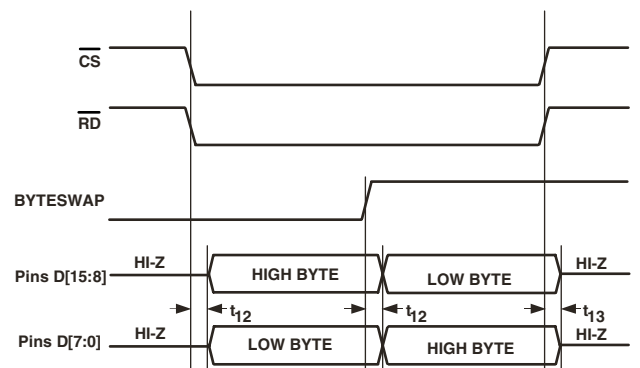 CS
RD
BYTESWAP
Pins D[15:8] HI-Z HIGH BYTE LOW BYTE HI-Z
t12 t12 t13
Pins D[7:0] HI-Z LOW BYTE HIGH BYTE HI-Z